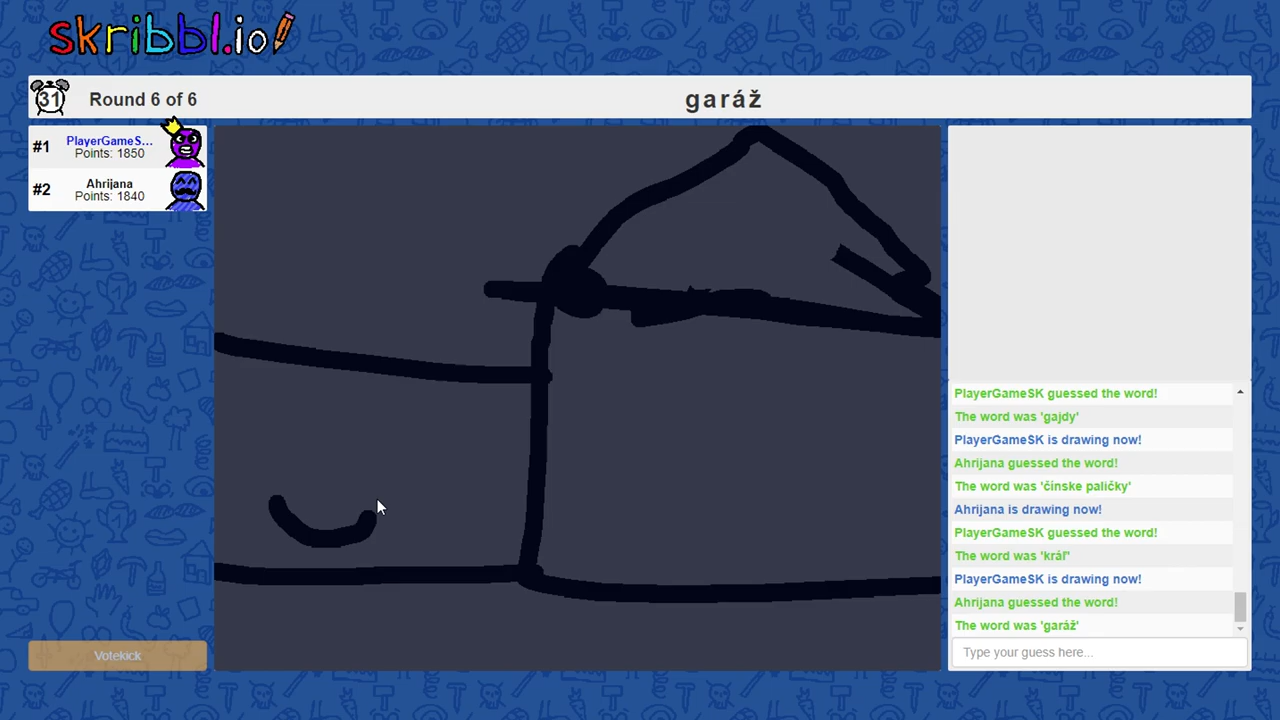 skribbl.io
31
Round 6 of 6
garáž
#1
PlayerGameS...
Points: 1850
#2
Ahrijana
Points: 1840
PlayerGameSK guessed the word!
The word was 'gajdy'
PlayerGameSK is drawing now!
Ahrijana guessed the word!
The word was 'čínske paličky'
Ahrijana is drawing now!
PlayerGameSK guessed the word!
The word was 'kráľ'
PlayerGameSK is drawing now!
Ahrijana guessed the word!
The word was 'garáž'
Votekick
Type your guess here...